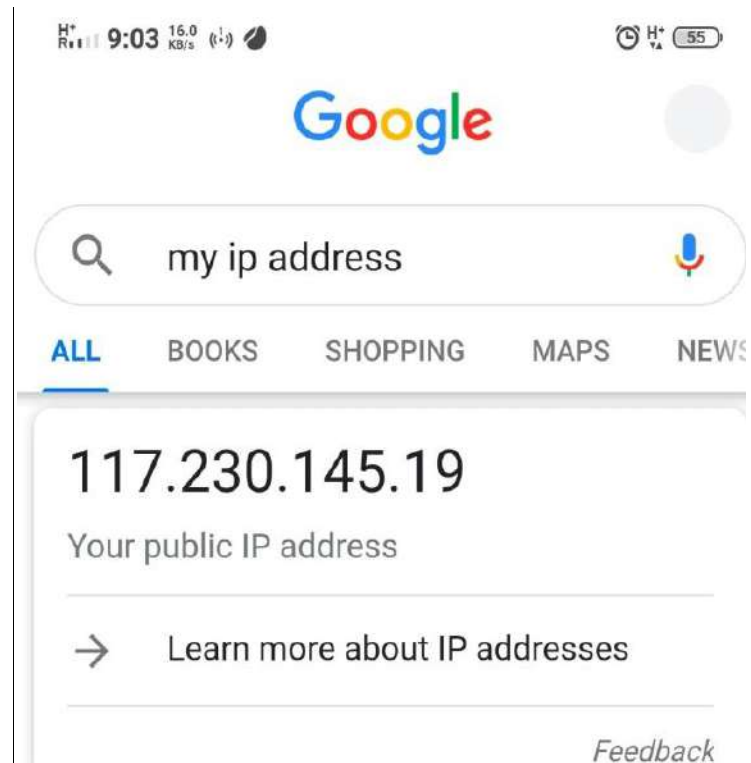 H+
R 9:03 16.0 KB/s H+ 55
Google
my ip address
ALL BOOKS SHOPPING MAPS NEWS
117.230.145.19
Your public IP address
Learn more about IP addresses
Feedback